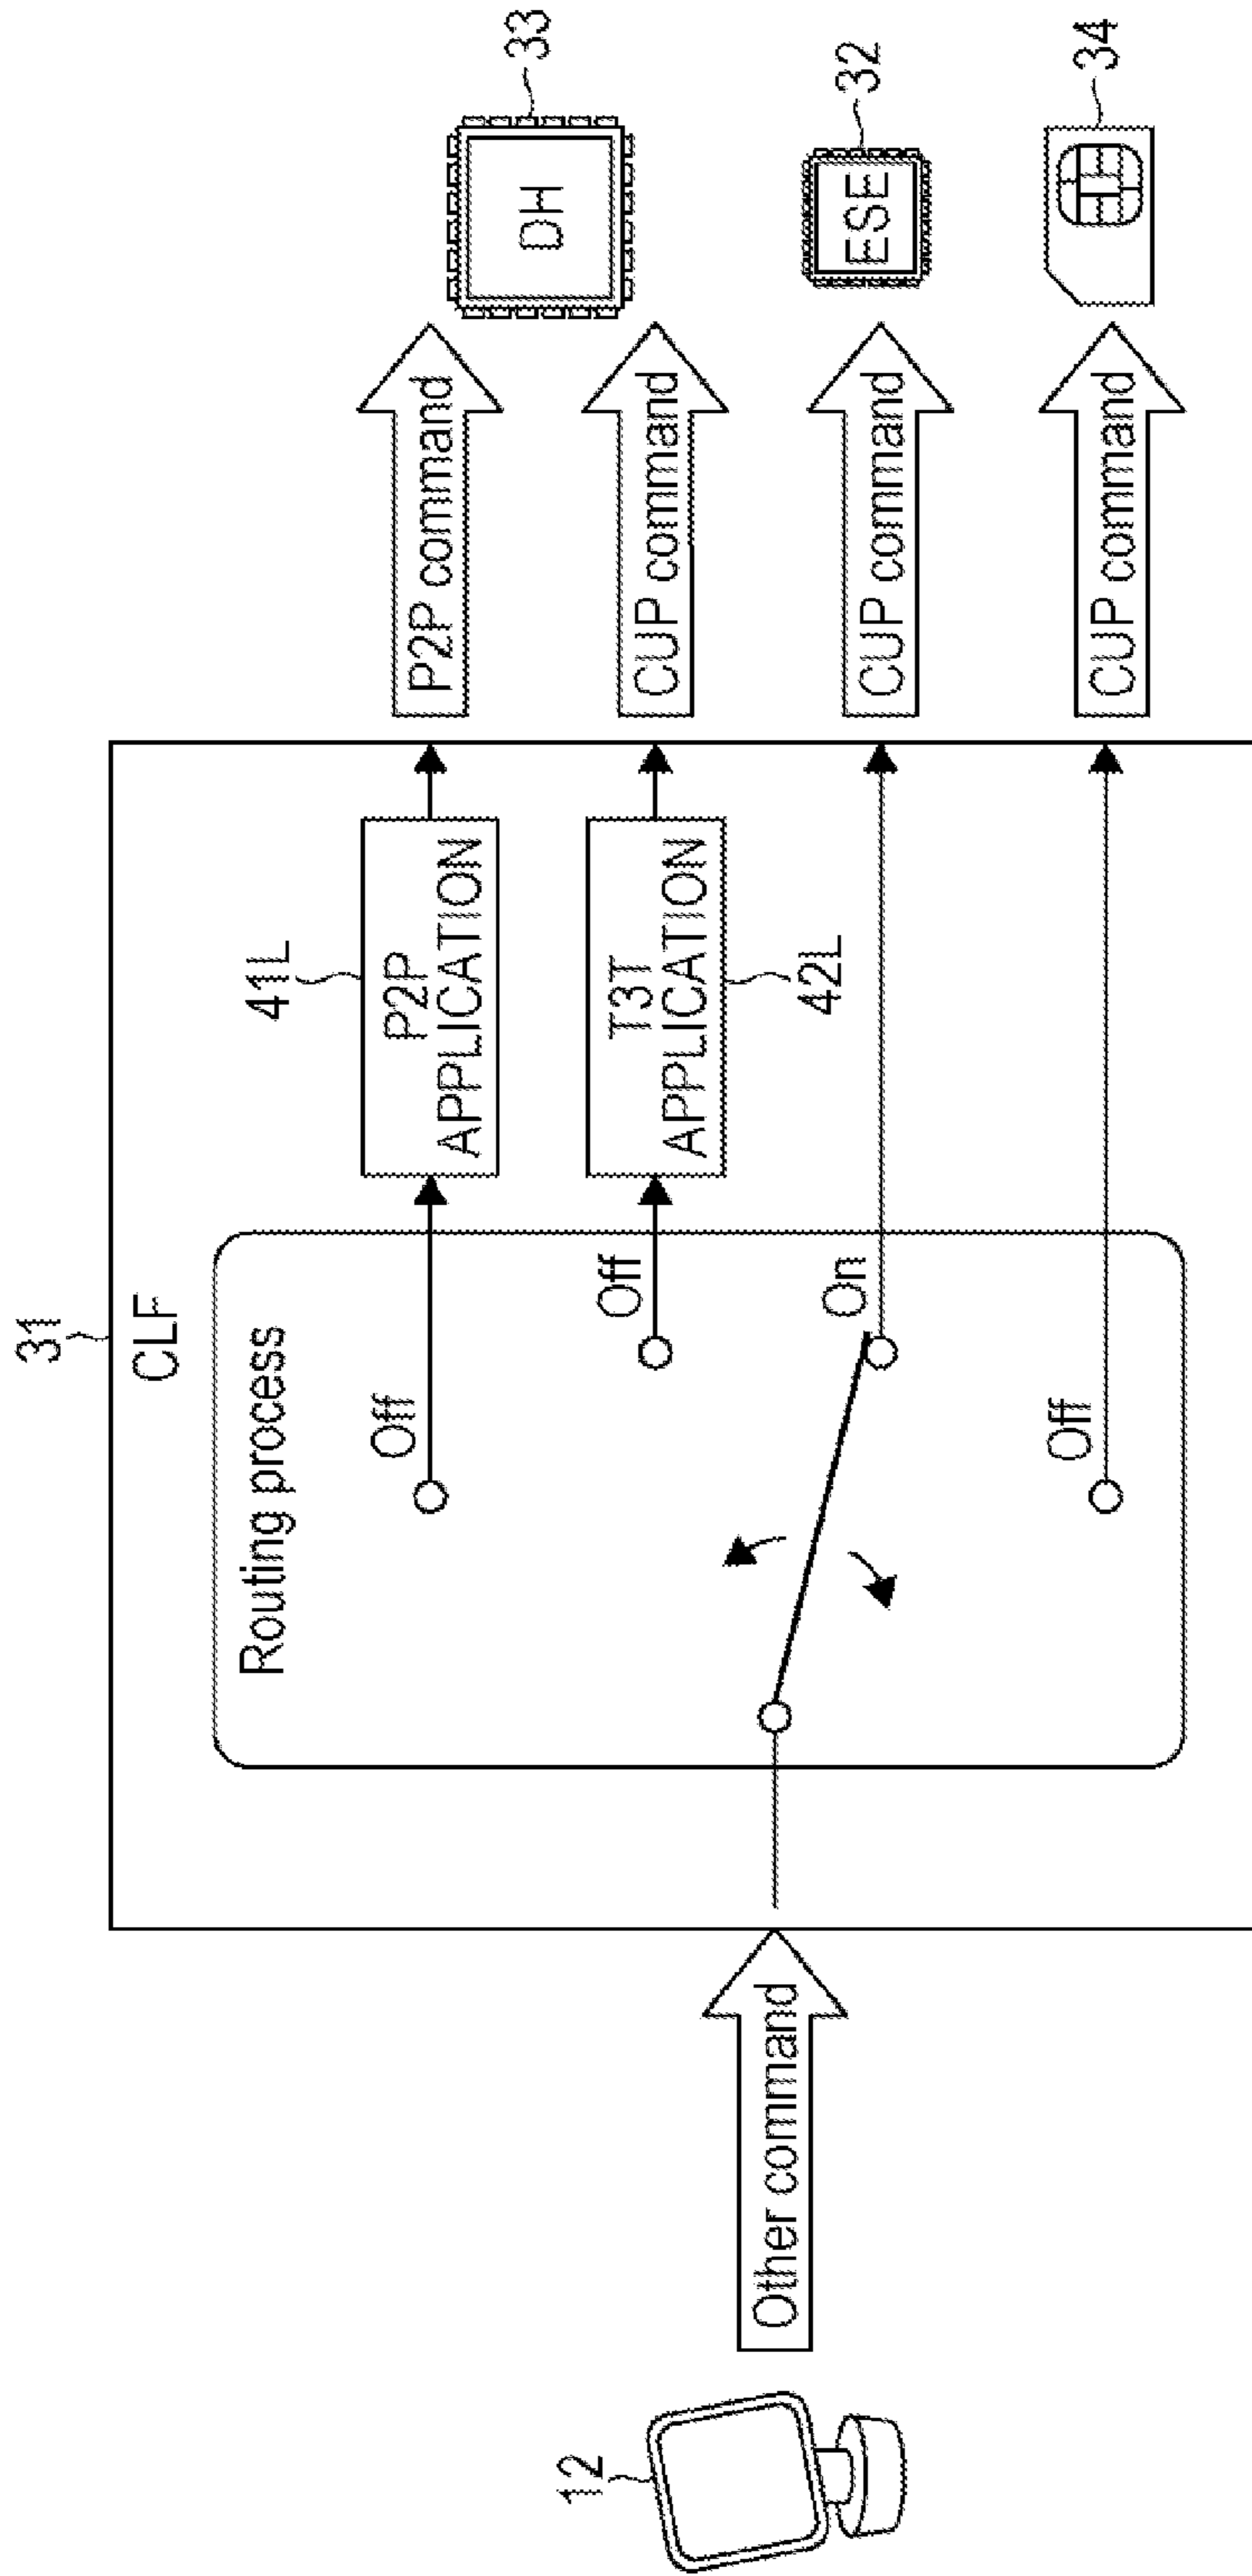 31
CLF
Routing process
Off
Off
On
Off
41L
P2P
APPLICATION
T3T
APPLICATION
42L
12
Other command
P2P command
CUP command
CUP command
CUP command
DH
33
ESE
32
34